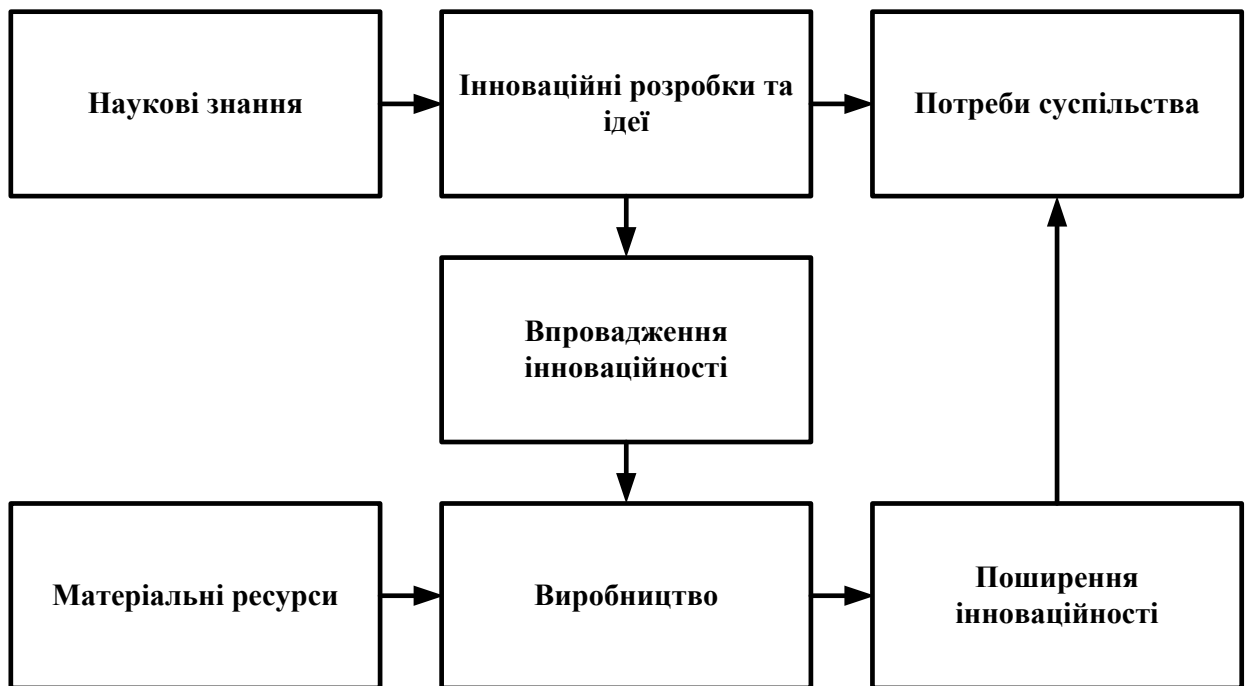 Наукові знання
Інноваційні розробки та
ідеї
Потреби суспільства
Впровадження
інноваційності
Матеріальні ресурси
Виробництво
Поширення
інноваційності